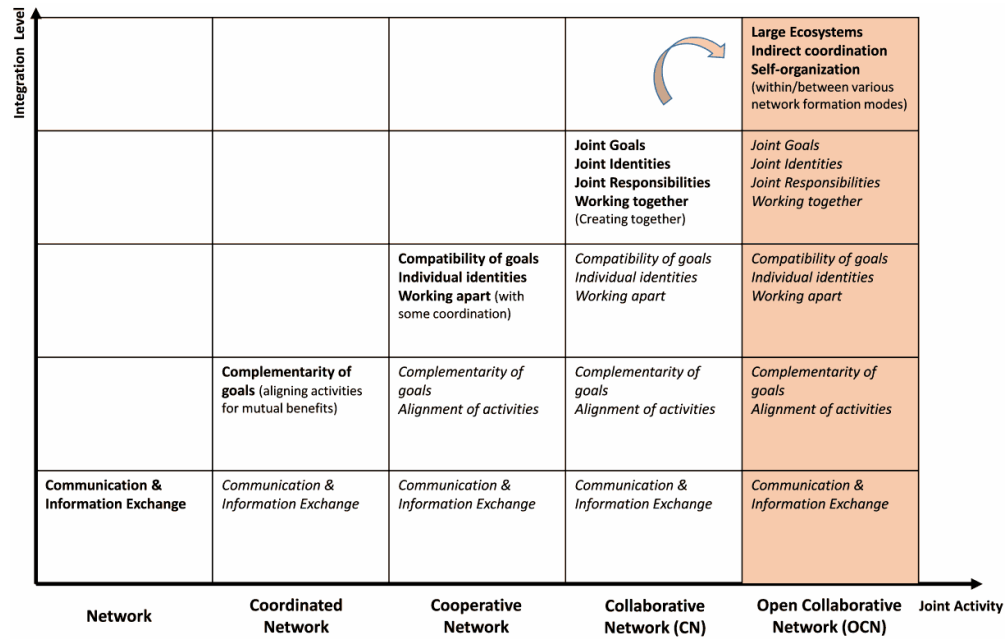 Integration Level
Large Ecosystems
Indirect coordination
Self-organization
(within/between various
network formation modes)
Joint Goals
Joint Identities
Joint Responsibilities
Working together
(Creating together)
Joint Goals
Joint Identities
Joint Responsibilities
Working together
Compatibility of goals
Individual identities
Working apart (with
some coordination)
Compatibility of goals
Individual identities
Working apart
Compatibility of goals
Individual identities
Working apart
Complementarity of
goals (aligning activities
for mutual benefits)
Complementarity of
goals
Alignment of activities
Complementarity of
goals
Alignment of activities
Complementarity of
goals
Alignment of activities
Communication &
Information Exchange
Communication &
Information Exchange
Communication &
Information Exchange
Communication &
Information Exchange
Communication &
Information Exchange
Network
Coordinated
Network
Cooperative
Network
Collaborative
Network (CN)
Open Collaborative
Network (OCN)
Joint Activity